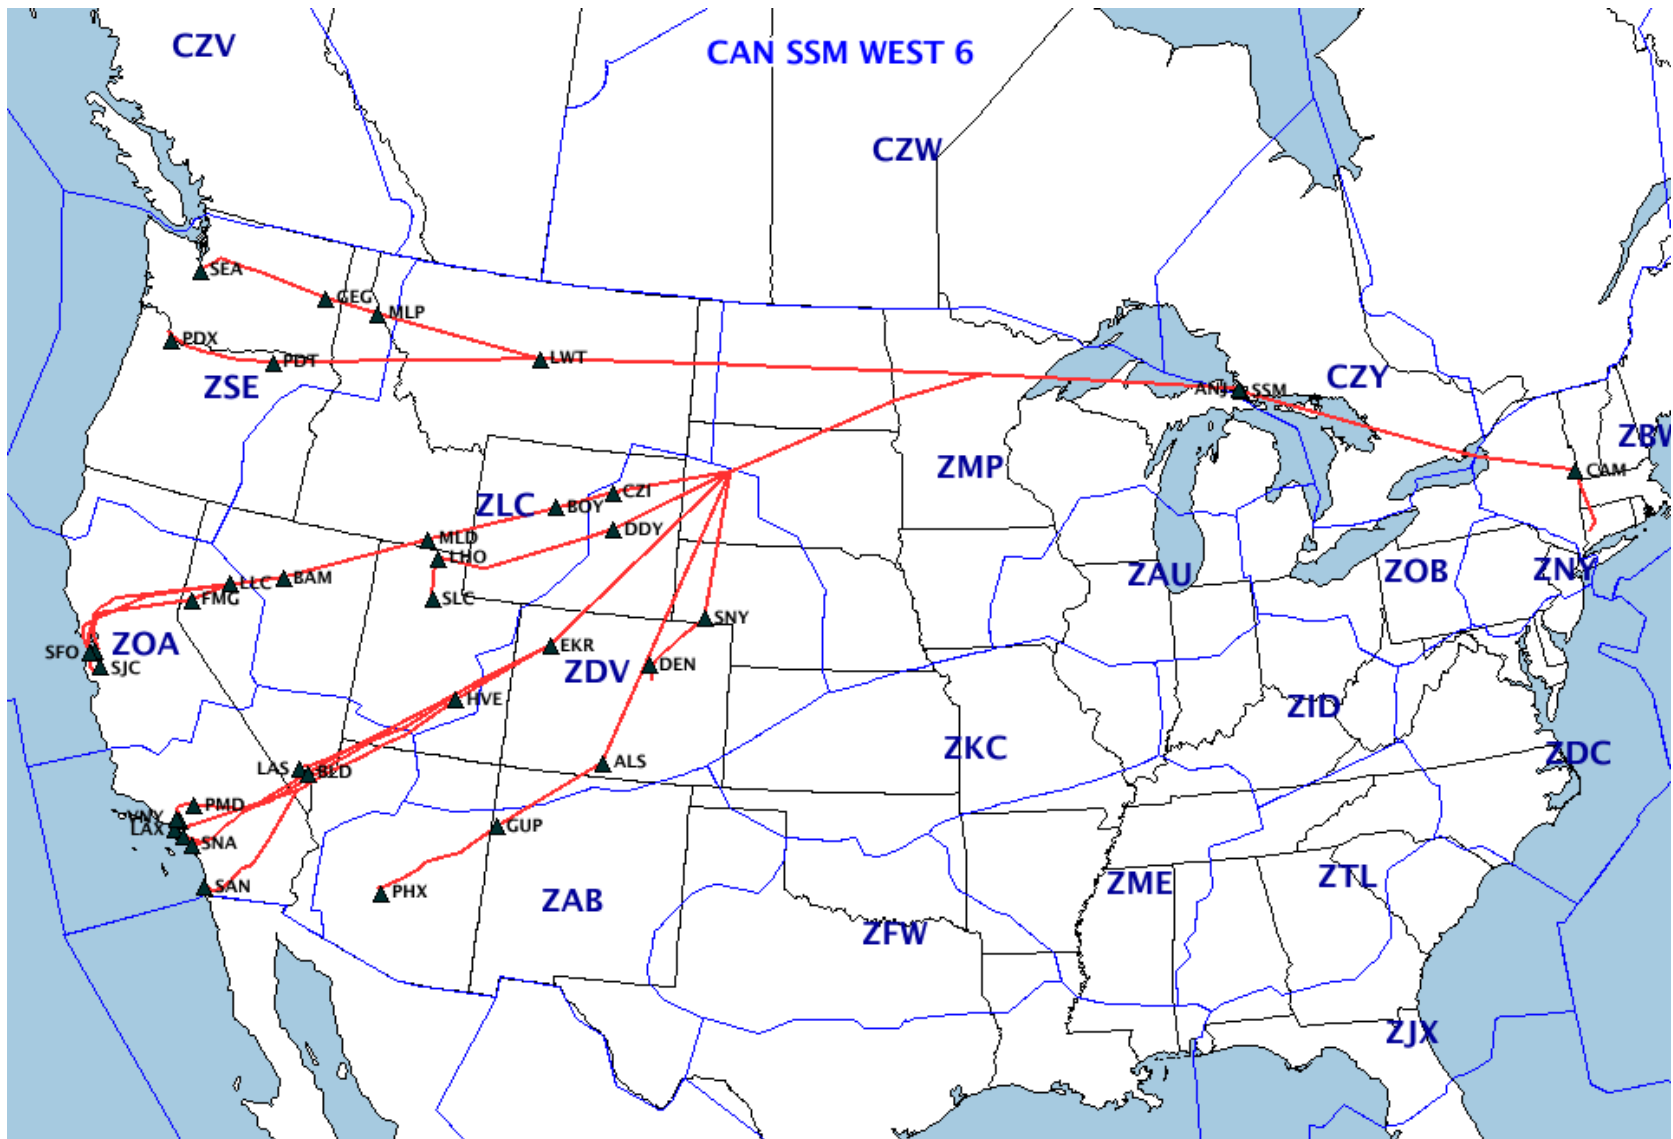 CZV
CAN SSM WEST 6
CZW
SEA
GEG
MLP
PDX
PDT
LWT
ZSE
ANJ
SSM
CZY
ZBW
ZMP
CAM
CZI
ZLC
BOY
DDY
MLD
LHO
BAM
LLC
FMG
SLC
ZAU
ZOB
ZNY
SNY
SFO
ZOA
SJC
EKR
ZDV
DEN
HVE
ZID
ZKC
ZDC
LAS
BLD
ALS
PMD
VNY
LAX
SNA
GUP
SAN
PHX
ZAB
ZME
ZTL
ZFW
ZJX